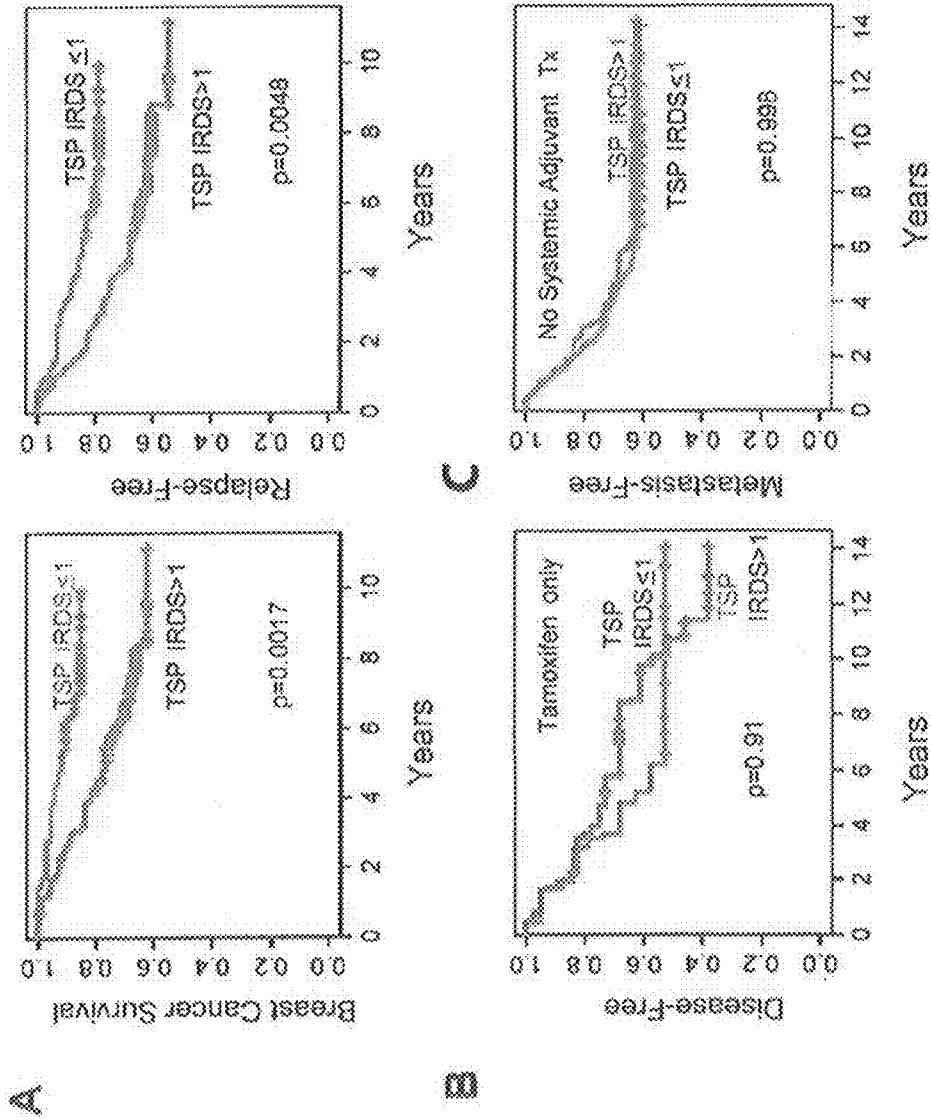 A
Breast Cancer Survival
1.0
0.8
0.6
0.4
0.2
0.0
TSP IRDS≤1
TSP IRDS>1
p=0.0017
0 2 4 6 8 10
Years
Relapse-Free
1.0
0.8
0.6
0.4
0.2
0.0
TSP IRDS ≤1
TSP IRDS>1
p=0.0048
0 2 4 6 8 10
Years
B
Disease-Free
1.0
0.8
0.6
0.4
0.2
0.0
Tamoxifen only
TSP
IRDS≤1
TSP
IRDS>1
p=0.91
0 2 4 6 8 10 12 14
Years
C
Metastasis-Free
1.0
0.8
0.6
0.4
0.2
0.0
No Systemic Adjuvant Tx
TSP IRDS>1
TSP IRDS≤1
p=0.998
0 2 4 6 8 10 12 14
Years